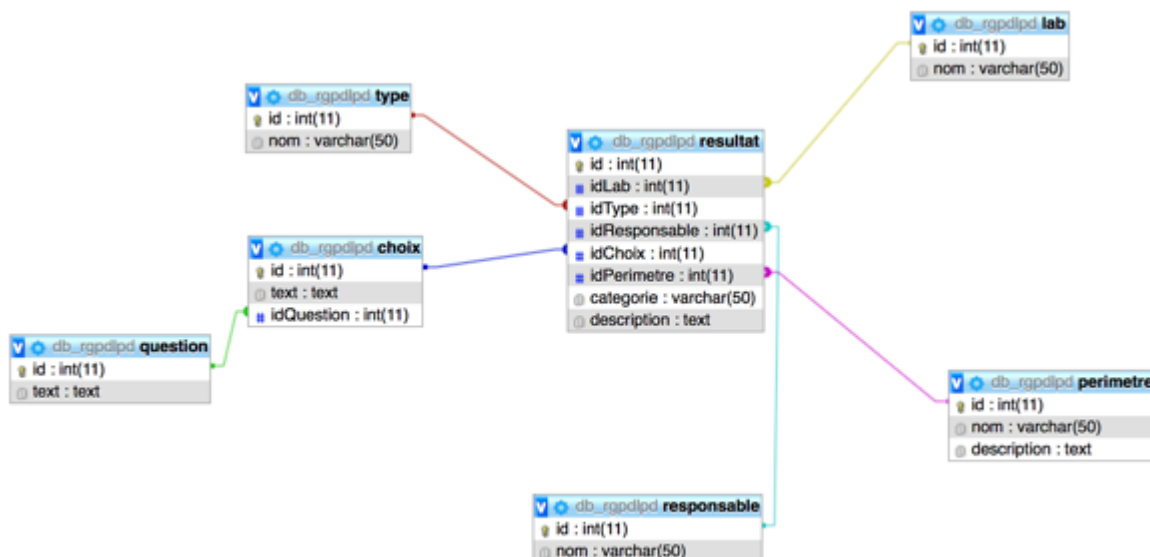 db_rgpdlpd lab
id : int(11)
nom : varchar(50)
db_rgpdlpd type
id : int(11)
nom : varchar(50)
db_rgpdlpd resultat
id : int(11)
idLab : int(11)
idType : int(11)
idResponsable : int(11)
idChoix : int(11)
idPerimetre : int(11)
categorie : varchar(50)
description : text
db_rgpdlpd choix
id : int(11)
text : text
idQuestion : int(11)
db_rgpdlpd question
id : int(11)
text : text
db_rgpdlpd perimetre
id : int(11)
nom : varchar(50)
description : text
db_rgpdlpd responsable
id : int(11)
nom : varchar(50)